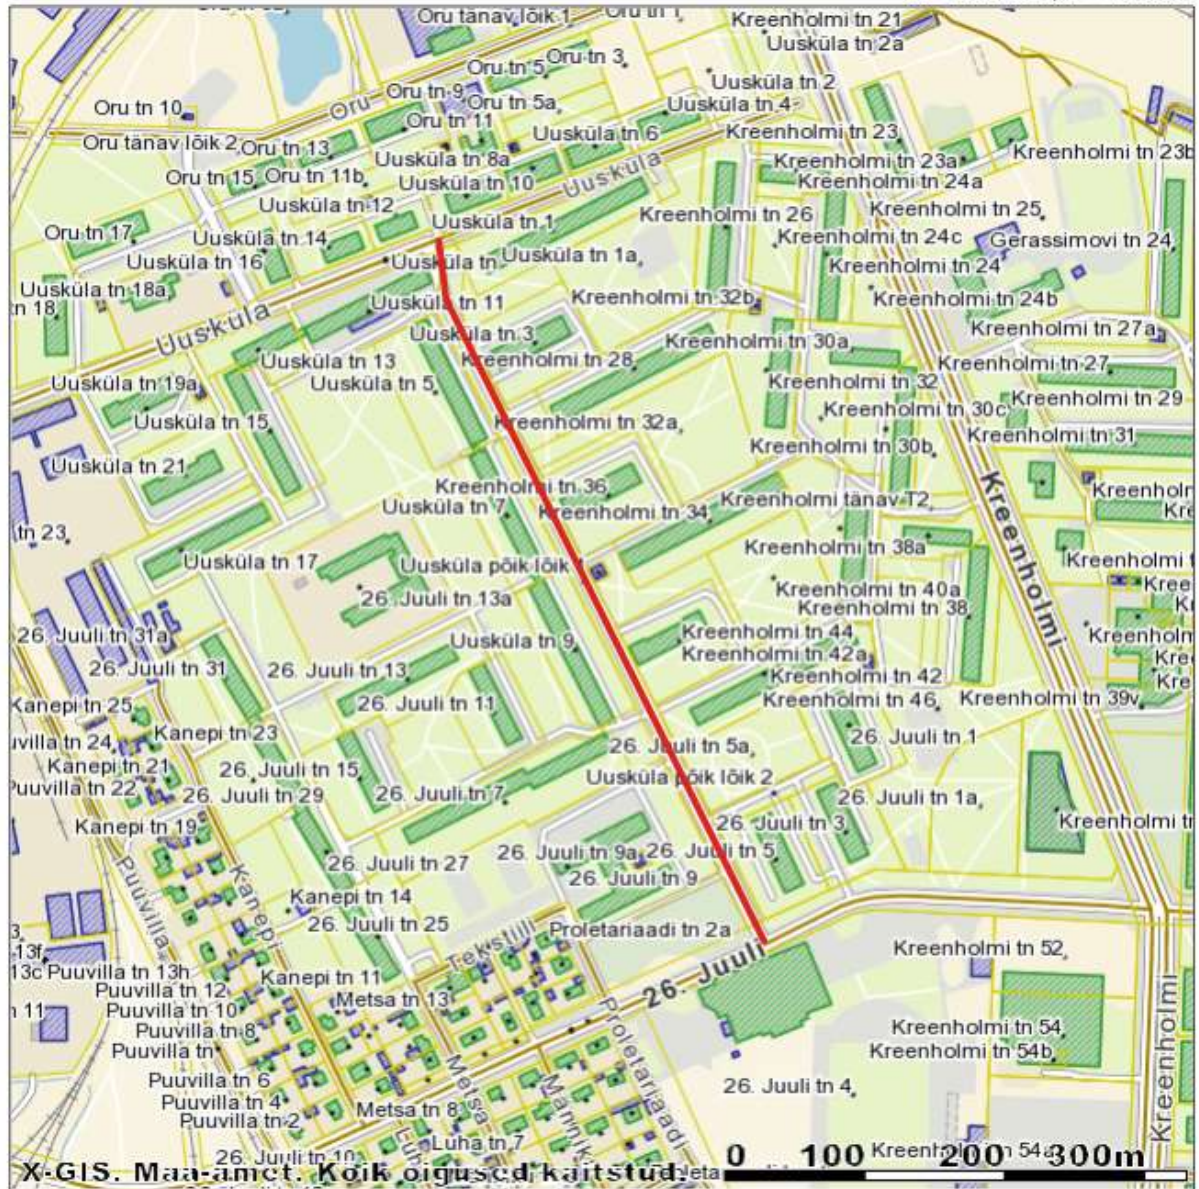 Oru tänav lõik 1
Kreenholmi tn 21
Uusküla tn 2a
Oru tn 3
Oru tn 5
Uusküla tn 2
Oru tn 9
Oru tn 5a
Uusküla tn 4
Oru tn 10
Oru
Oru tn 11
Uusküla tn 6
Kreenholmi tn 23
Oru tänav lõik 2
Oru tn 13
Uusküla tn 8a
Kreenholmi tn 23a
Kreenholmi tn 23b
Oru tn 15
Oru tn 11b
Uusküla tn 10
Uusküla
Kreenholmi tn 24a
Uusküla tn 12
Uusküla tn 1
Kreenholmi tn 26
Kreenholmi tn 25
Oru tn 17
Uusküla tn 14
Kreenholmi tn 24c
Gerassimovi tn 24
Uusküla tn 16
Uusküla tn
Uusküla tn 1a
Kreenholmi tn 24
Uusküla tn 18a
Uusküla tn 11
Kreenholmi tn 32b
Kreenholmi tn 24b
tn 18
Uusküla
Uusküla tn 3
Kreenholmi tn 30a
Kreenholmi tn 27a
Uusküla tn 13
Kreenholmi tn 28
Kreenholmi tn 27
Uusküla tn 19a
Uusküla tn 5
Kreenholmi tn 32
Kreenholmi tn 29
Uusküla tn 15
Kreenholmi tn 32a
Kreenholmi tn 30c
Kreenholmi tn 31
Uusküla tn 21
Kreenholmi tn 30b
Kreenholmi tn 36
Kreenholmi tänav T2
Uusküla tn 7
Kreenholmi tn 34
Kreenholmi
tn 23
Uusküla tn 17
Uusküla põik lõik 1
Kreenholmi tn 38a
26. Juuli tn 13a
Kreenholmi tn 40a
Kreenholmi tn 38
26. Juuli tn 31a
Uusküla tn 9
Kreenholmi tn 44
Kreenholmi tn 42a
26. Juuli tn 31
26. Juuli tn 13
Kreenholmi tn 42
Kanepi tn 25
26. Juuli tn 11
Kreenholmi tn 46
Kreenholmi tn 39v
Kanepi tn 23
26. Juuli tn 5a
26. Juuli tn 1
uvilla tn 24
Kanepi tn 21
26. Juuli tn 15
Uusküla põik lõik 2
Puuvilla tn 22
26. Juuli tn 29
26. Juuli tn 7
26. Juuli tn 1a
Kanepi tn 19
26. Juuli tn 3
Kreenholmi tn
Puuvilla
Kanepi
26. Juuli tn 27
26. Juuli tn 9a
26. Juuli tn 5
26. Juuli tn 9
Kanepi tn 14
26. Juuli tn 25
Proletariaadi tn 2a
Tekstiili
26. Juuli
Kreenholmi tn 52
13f
13c
Puuvilla tn 13h
Kanepi tn 11
Puuvilla tn 12
Metsa tn 13
Puuvilla tn 10
Proletariaadi
Kreenholmi tn 54
Puuvilla tn 8
Puuvilla tn
Kreenholmi tn 54b
Kreenholmi
Puuvilla tn 6
Metsa
26. Juuli tn 4
Puuvilla tn 4
Metsa tn 8
Puuvilla tn 2
Luha tn 7
26. Juuli tn 10
Kreenholmi tn 54a
0 100 200 300m
X-GIS. Maa-amet. Kõik õigused kaitstud.